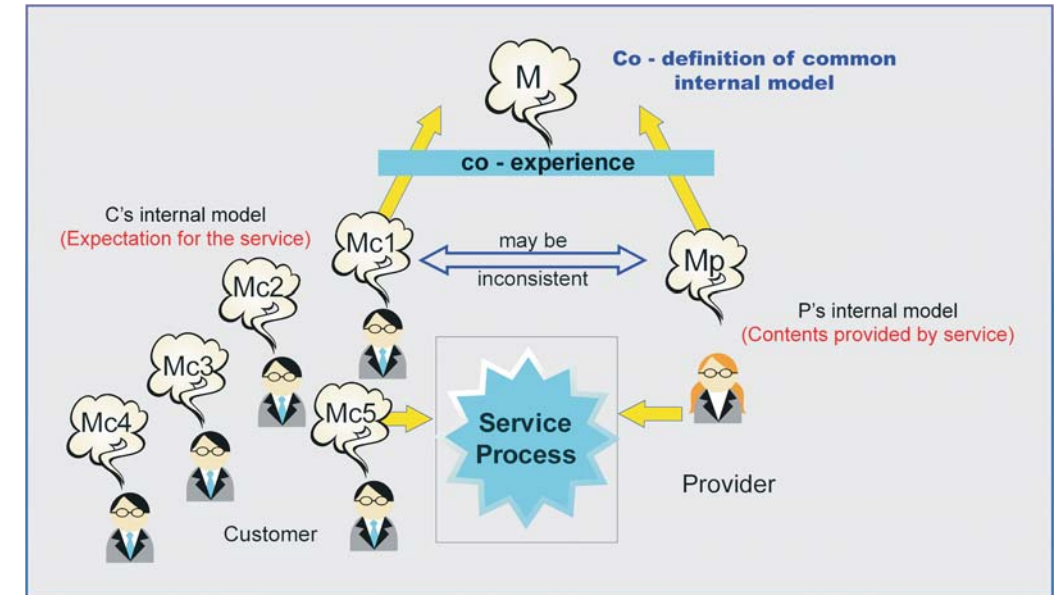 M
Co - definition of common
internal model
co - experience
C's internal model
(Expectation for the service)
Mc1
may be
inconsistent
Mp
Mc2
P's internal model
(Contents provided by service)
Mc3
Mc4
Mc5
Service
Process
Provider
Customer